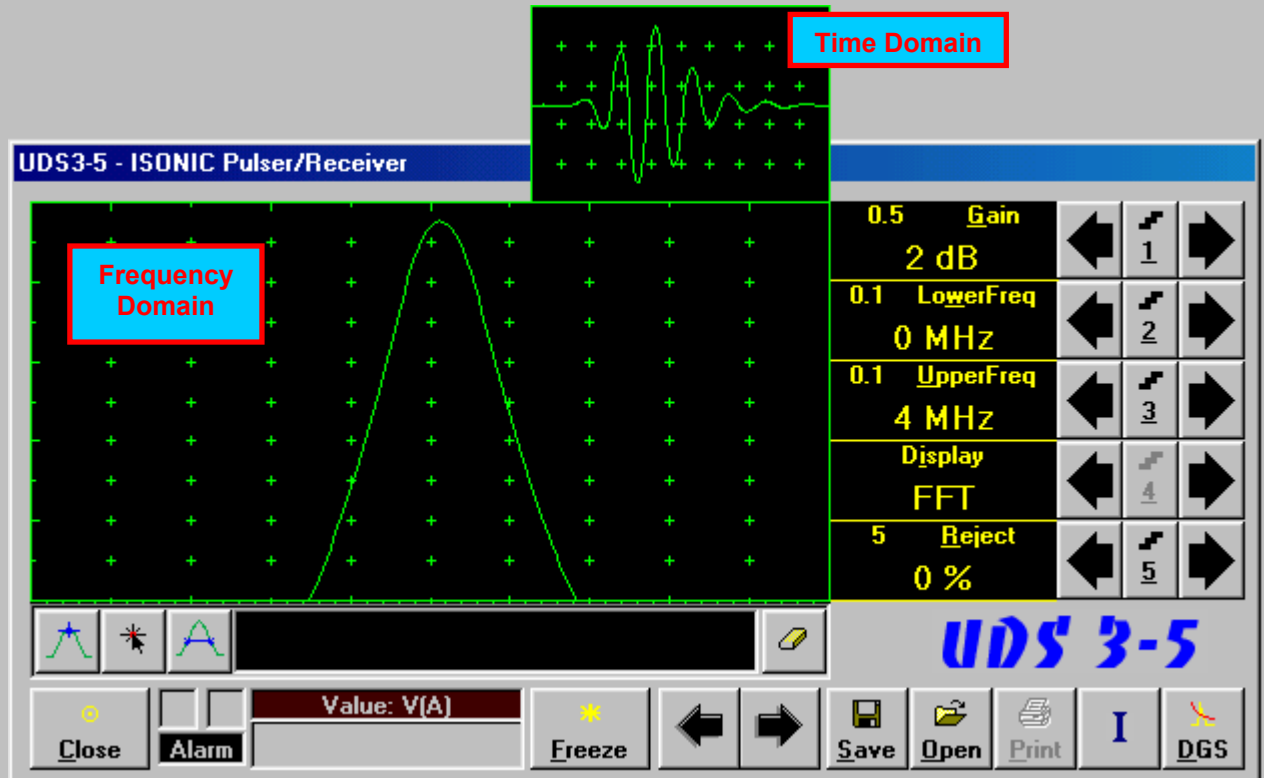 Time Domain
UDS3-5 - ISONIC Pulser/Receiver
Frequency
Domain
0.5 Gain
2 dB
1
0.1 LowerFreq
0 MHz
2
0.1 UpperFreq
4 MHz
3
Display
FFT
4
5 Reject
0 %
5
UDS 3-5
Close
Alarm
Value: V(A)
Freeze
Save
Open
Print
I
DGS